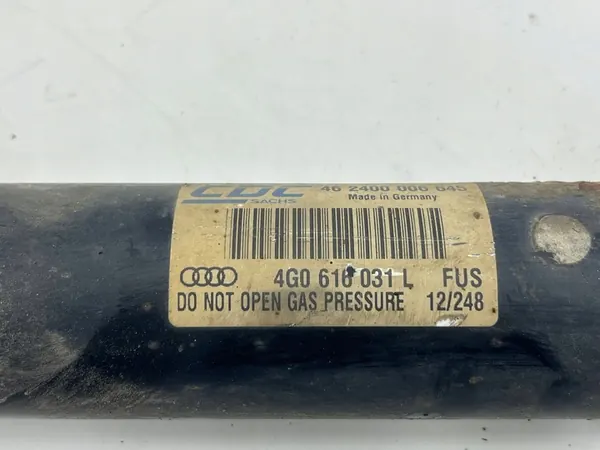 CDC 46 2400 006 645
SACHS Made in Germany
4G0 616 031 L FUS
DO NOT OPEN GAS PRESSURE 12/248